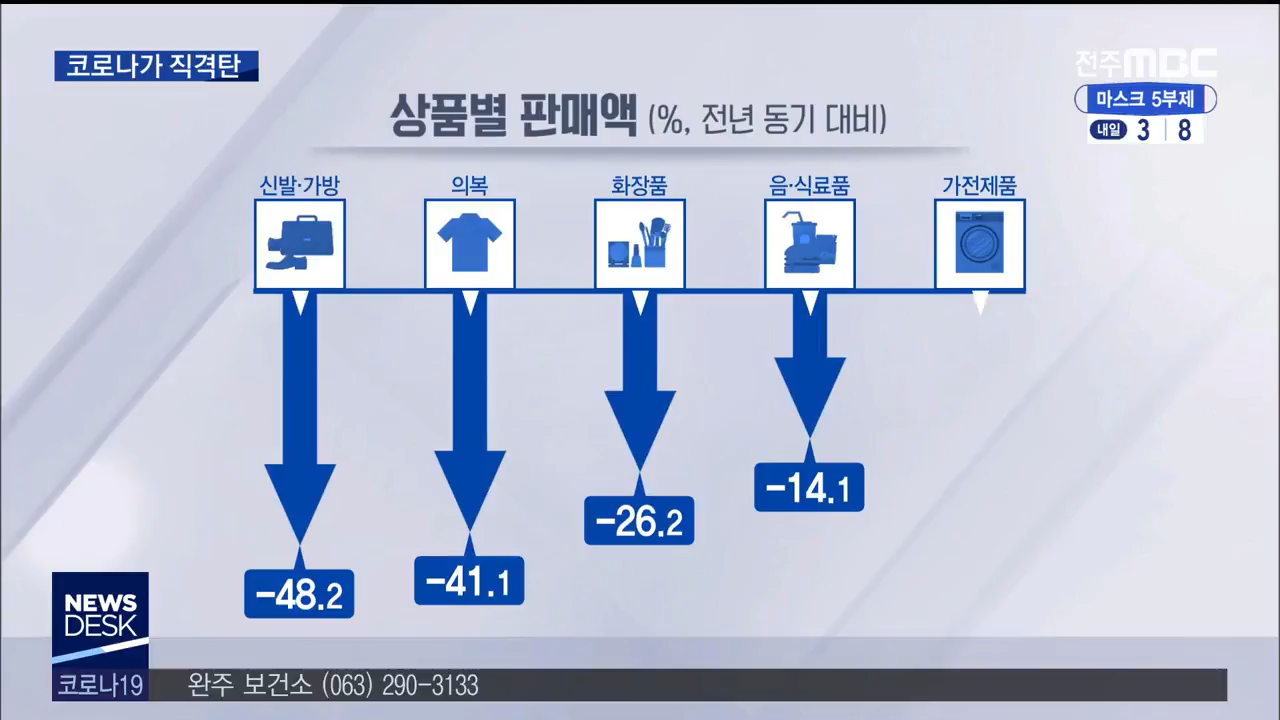 코로나가 직격탄
전주MBC
마스크 5부제
내일 3 8
상품별 판매액 (%, 전년 동기 대비)
신발·가방 의복 화장품 음·식료품 가전제품
-48.2 -41.1 -26.2 -14.1
NEWS
DESK
코로나19 완주 보건소 (063) 290-3133